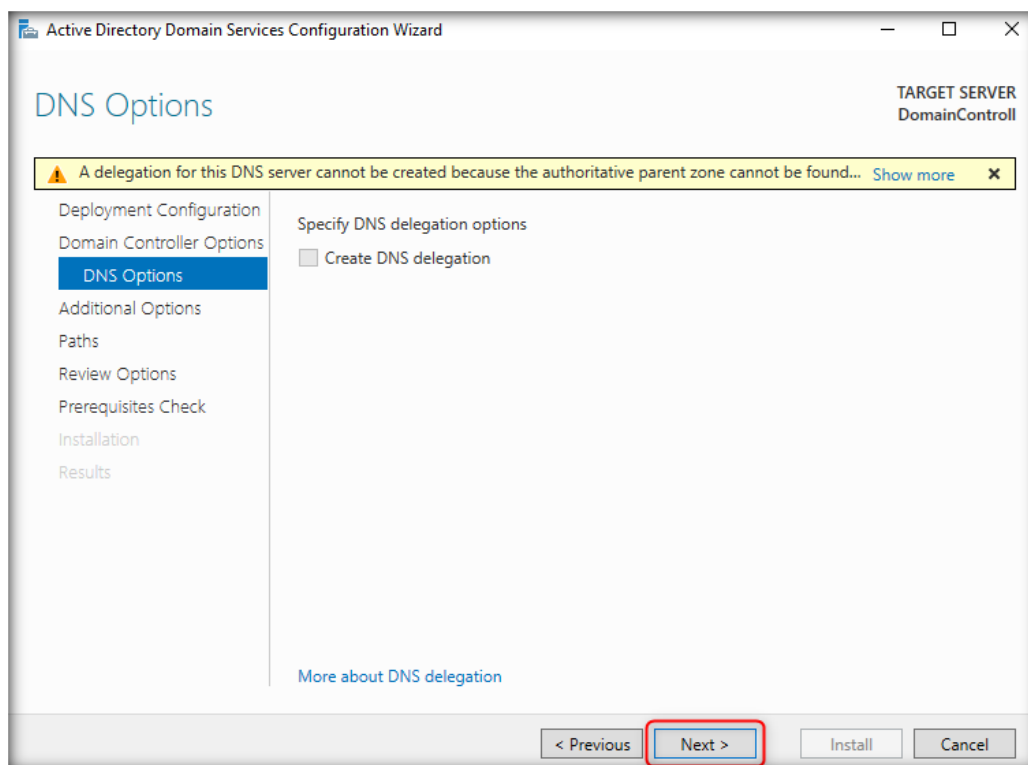 Active Directory Domain Services Configuration Wizard
DNS Options
TARGET SERVER
DomainControll
A delegation for this DNS server cannot be created because the authoritative parent zone cannot be found... Show more
Deployment Configuration
Domain Controller Options
DNS Options
Additional Options
Paths
Review Options
Prerequisites Check
Installation
Results
Specify DNS delegation options
Create DNS delegation
More about DNS delegation
< Previous
Next >
Install
Cancel